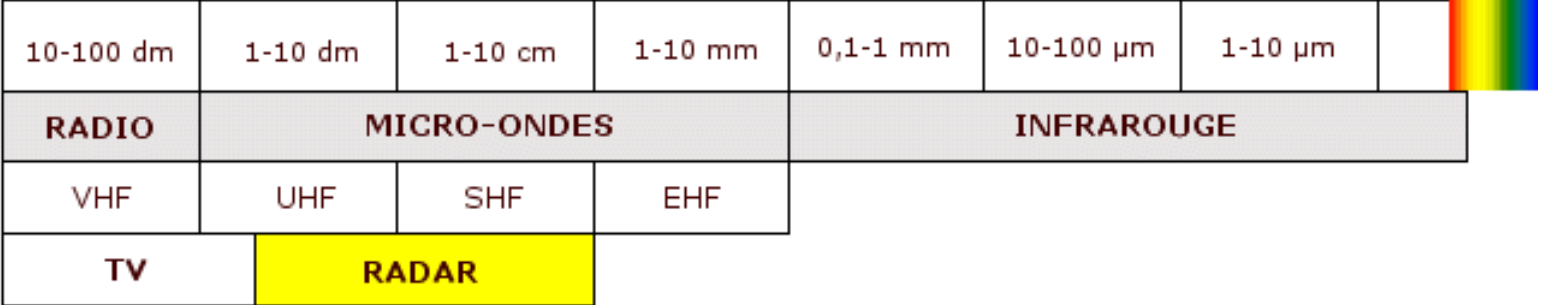 10-100 dm 1-10 dm 1-10 cm 1-10 mm 0,1-1 mm 10-100 µm 1-10 µm
RADIO MICRO-ONDES INFRAROUGE
VHF UHF SHF EHF
TV RADAR